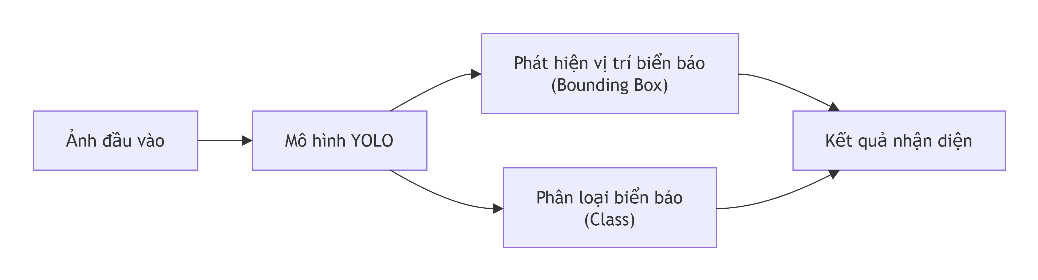 Ảnh đầu vào
Mô hình YOLO
Phát hiện vị trí biển báo
(Bounding Box)
Phân loại biển báo
(Class)
Kết quả nhận diện